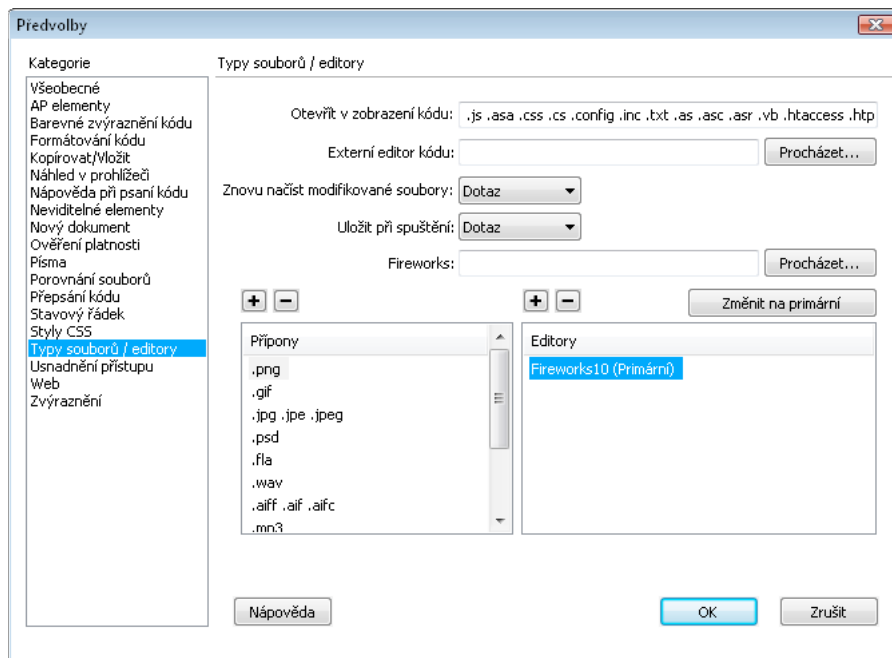 Předvolby
Kategorie
Všeobecné
AP elementy
Barevné zvýraznění kódu
Formátování kódu
Kopírovat/Vložit
Náhled v prohlížeči
Nápověda při psaní kódu
Neviditelné elementy
Nový dokument
Ověření platnosti
Písma
Porovnání souborů
Přepsání kódu
Stavový řádek
Styly CSS
Typy souborů / editory
Usnadnění přístupu
Web
Zvýraznění
Typy souborů / editory
Otevřít v zobrazení kódu: .js .asa .css .cs .config .inc .txt .as .asc .asr .vb .htaccess .htp
Externí editor kódu: Procházet...
Znovu načíst modifikované soubory: Dotaz
Uložit při spuštění: Dotaz
Fireworks: Procházet...
Změnit na primární
Přípony
.png
.gif
.jpg .jpe .jpeg
.psd
.fla
.wav
.aiff .aif .aifc
.mp3
Editory
Fireworks10 (Primární)
Nápověda
OK
Zrušit